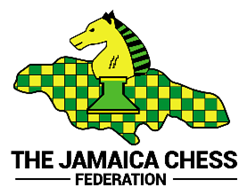 THE JAMAICA CHESS
FEDERATION